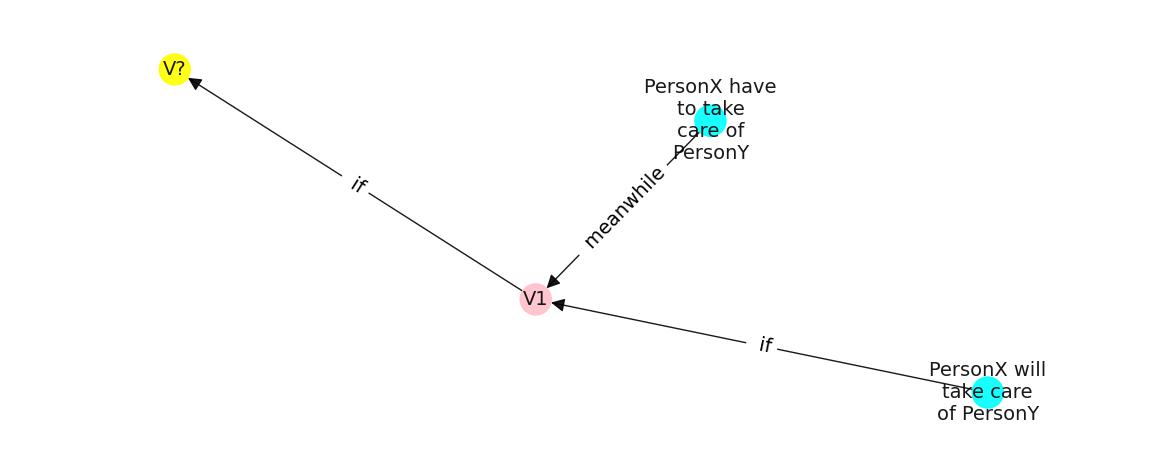 V?
PersonX have
to take
care of
PersonY
if
meanwhile
V1
if
PersonX will
take care
of PersonY